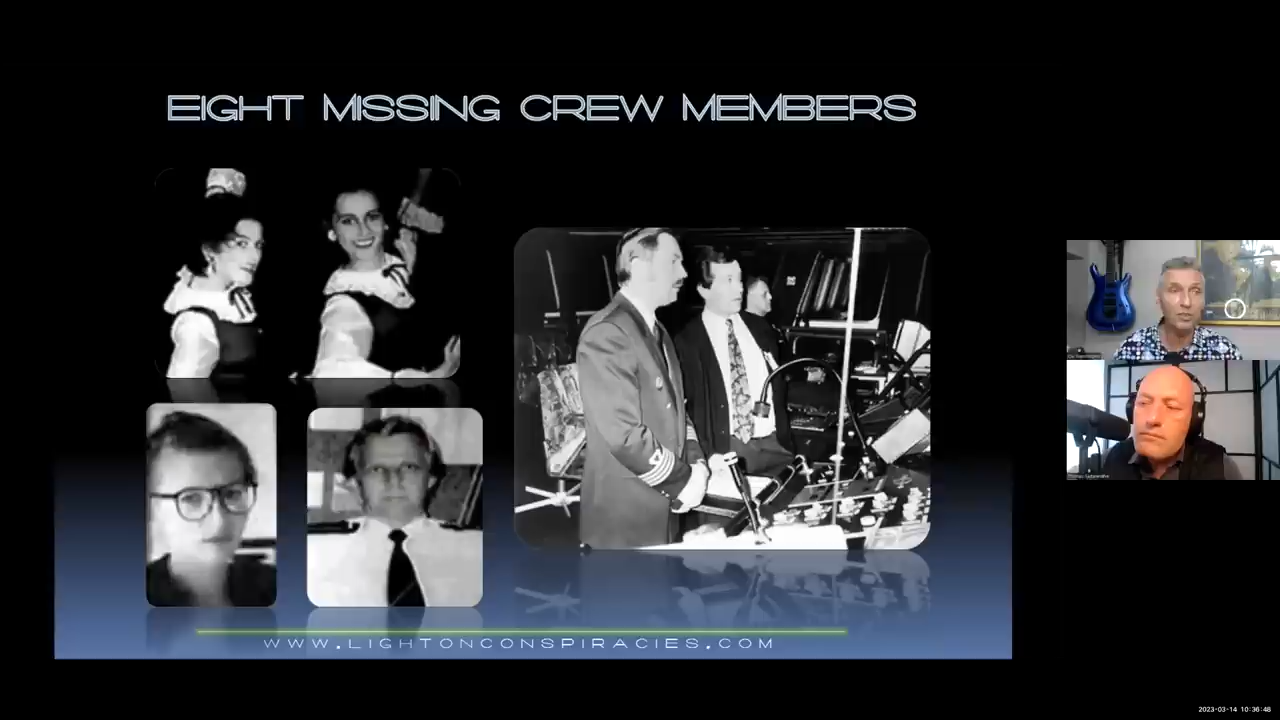 EIGHT MISSING CREW MEMBERS
WWW.LIGHTONCONSPIRACIES.COM
2023-03-14 10:36:48